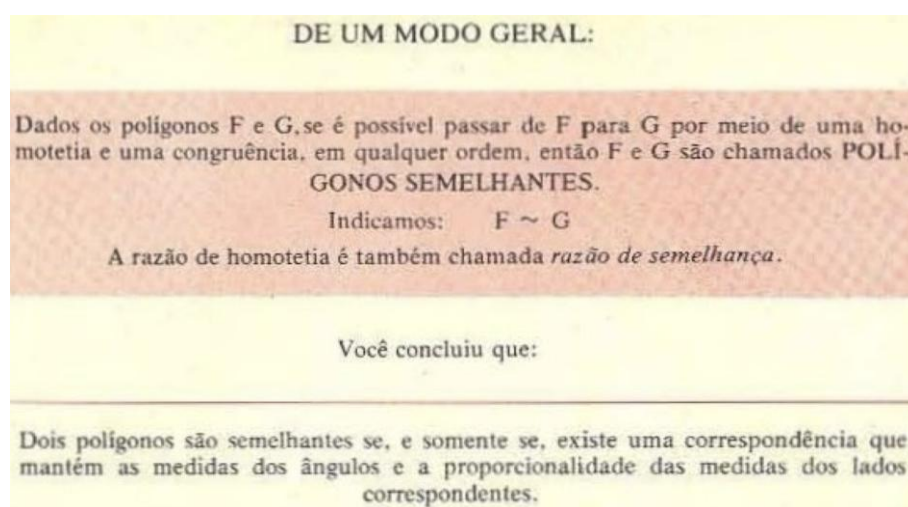 DE UM MODO GERAL:
Dados os polígonos F e G, se é possível passar de F para G por meio de uma ho-
motetia e uma congruência, em qualquer ordem, então F e G são chamados POLÍ-
GONOS SEMELHANTES.
Indicamos: F ~ G
A razão de homotetia é também chamada razão de semelhança.
Você concluiu que:
Dois polígonos são semelhantes se, e somente se, existe uma correspondência que
mantém as medidas dos ângulos e a proporcionalidade das medidas dos lados
correspondentes.